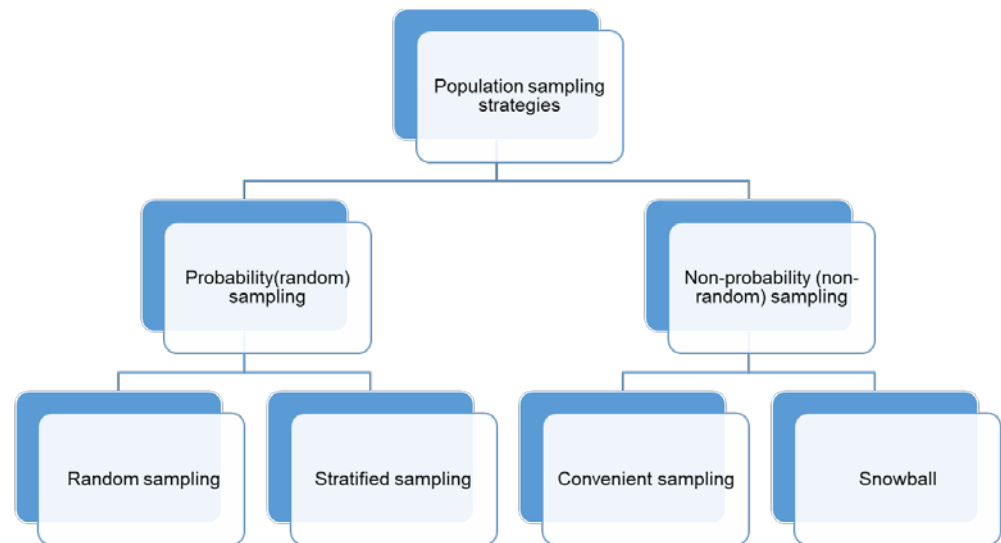 Population sampling
strategies
Probability(random)
sampling
Non-probability (non-
random) sampling
Random sampling
Stratified sampling
Convenient sampling
Snowball